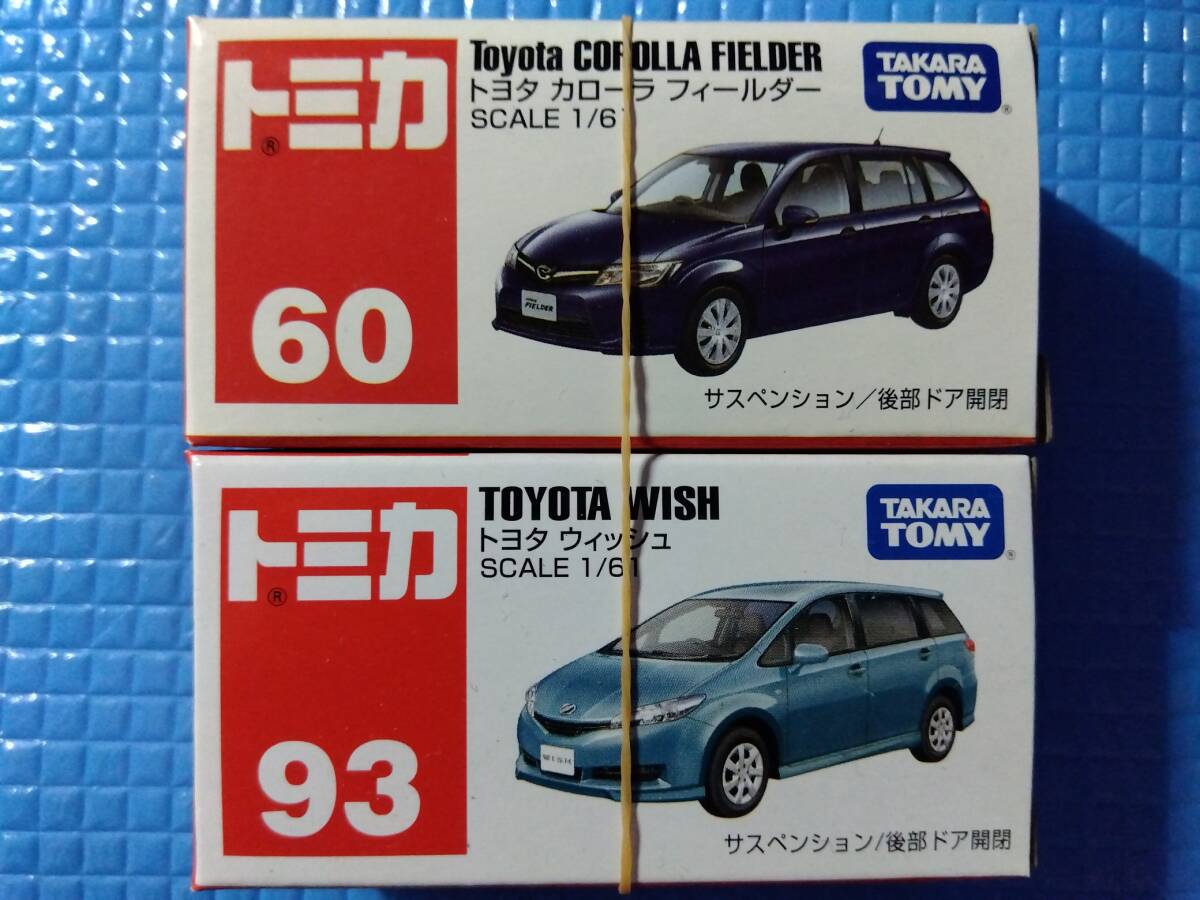 トミカ®
Toyota COROLLA FIELDER
トヨタ カローラ フィールダー
SCALE 1/61
TAKARA
TOMY®
60
FIELDER
サスペンション／後部ドア開閉
トミカ®
TOYOTA WISH
トヨタ ウィッシュ
SCALE 1/61
TAKARA
TOMY®
93
WISH
サスペンション/後部ドア開閉